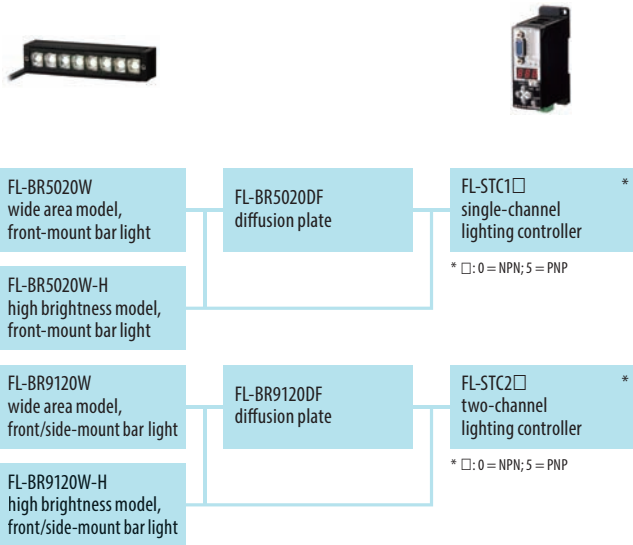 FL-BR5020W
wide area model,
front-mount bar light
FL-BR5020DF
diffusion plate
FL-STC1□ *
single-channel
lighting controller
* □: 0 = NPN; 5 = PNP
FL-BR5020W-H
high brightness model,
front-mount bar light
FL-BR9120W
wide area model,
front/side-mount bar light
FL-BR9120DF
diffusion plate
FL-STC2□ *
two-channel
lighting controller
* □: 0 = NPN; 5 = PNP
FL-BR9120W-H
high brightness model,
front/side-mount bar light